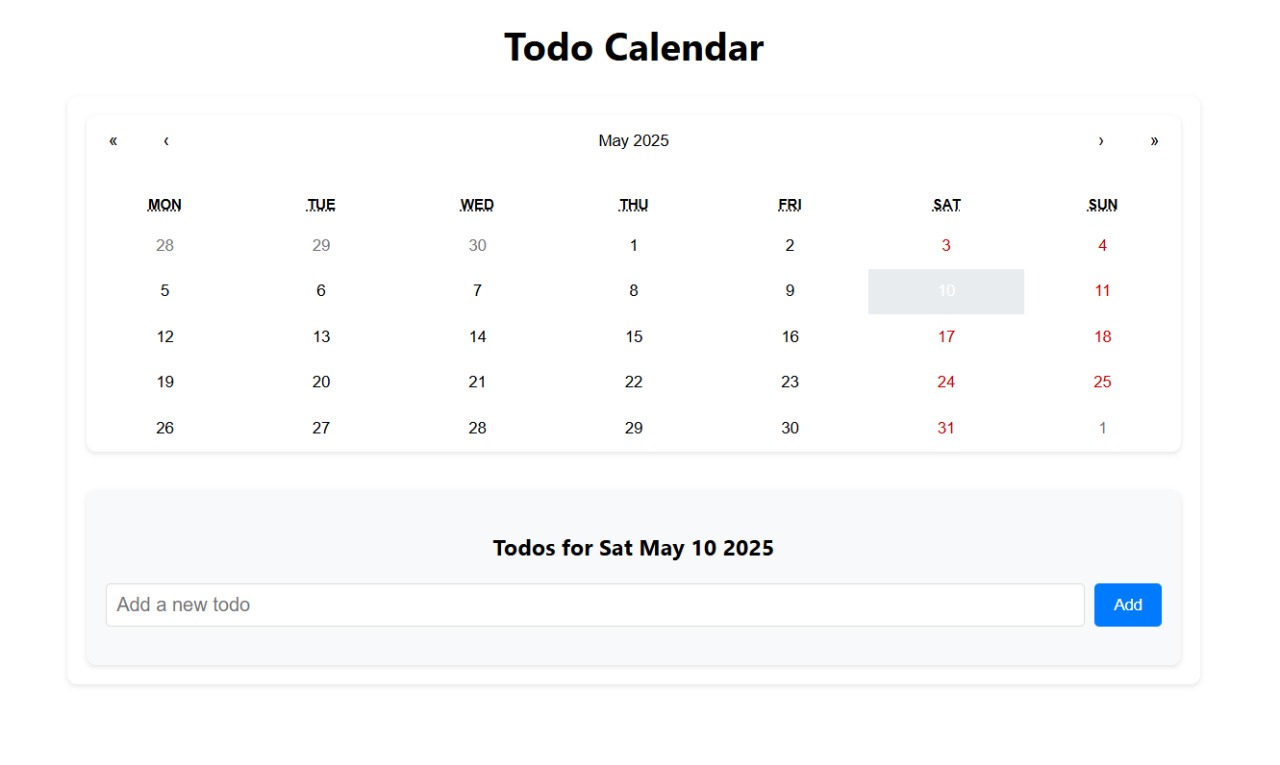 Todo Calendar
« ‹ May 2025 › »
MON TUE WED THU FRI SAT SUN
28 29 30 1 2 3 4
5 6 7 8 9 10 11
12 13 14 15 16 17 18
19 20 21 22 23 24 25
26 27 28 29 30 31 1
Todos for Sat May 10 2025
Add a new todo Add